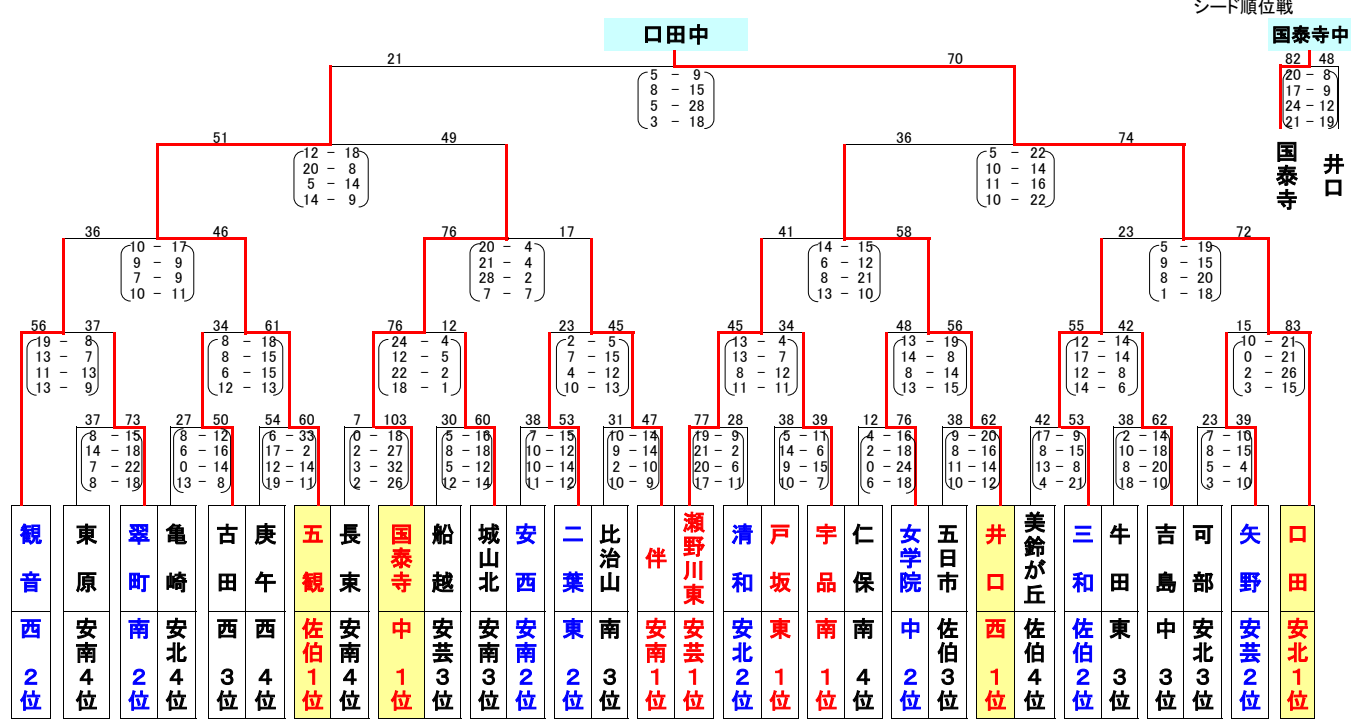 シード順位戦
口田中
国泰寺中
21
70
82 48
5 - 9
8 - 15
5 - 28
3 - 18
20 - 8
17 - 9
24 - 12
21 - 19
国泰寺
井口
51
49
36
74
12 - 18
20 - 8
5 - 14
14 - 9
5 - 22
10 - 14
11 - 16
10 - 22
36
46
76
17
41
58
23
72
10 - 17
9 - 9
7 - 9
10 - 11
20 - 4
21 - 4
28 - 2
7 - 7
14 - 15
6 - 12
8 - 21
13 - 10
5 - 19
9 - 15
8 - 20
1 - 18
56 37
34 61
76 12
23 45
45 34
48 56
55 42
15 83
19 - 8
13 - 7
11 - 13
13 - 9
8 - 18
8 - 15
6 - 15
12 - 13
24 - 4
12 - 5
22 - 2
18 - 1
2 - 5
7 - 15
4 - 12
10 - 13
13 - 4
13 - 7
8 - 12
11 - 11
13 - 19
14 - 8
8 - 14
13 - 15
12 - 14
17 - 14
12 - 8
14 - 6
10 - 21
0 - 21
2 - 26
3 - 15
37 73
27 50
54 60
7 103
30 60
38 53
31 47
77 28
38 39
12 76
38 62
42 53
38 62
23 39
8 - 15
14 - 18
7 - 22
8 - 18
8 - 12
6 - 16
0 - 14
13 - 8
6 - 33
17 - 2
12 - 14
19 - 11
0 - 18
2 - 27
3 - 32
2 - 26
5 - 16
8 - 18
5 - 12
12 - 14
7 - 15
10 - 12
10 - 14
11 - 12
10 - 14
9 - 14
2 - 10
10 - 9
19 - 9
21 - 2
20 - 6
17 - 11
5 - 11
14 - 6
9 - 15
10 - 7
4 - 16
2 - 18
0 - 24
6 - 18
9 - 20
8 - 16
11 - 14
10 - 12
17 - 9
8 - 15
13 - 8
4 - 21
2 - 14
10 - 18
8 - 20
18 - 10
7 - 10
8 - 15
5 - 4
3 - 10
観音
西2位
東原
安南4位
翠町
南2位
亀崎
安北4位
古田
西3位
庚午
西4位
五観
佐伯1位
長束
安南4位
国泰寺
中1位
船越
安芸3位
城山北
安南3位
安西
安南2位
二葉
東2位
比治山
南3位
伴
安南1位
瀬野川東
安芸1位
清和
安北2位
戸坂
東1位
宇品
南1位
仁保
南4位
女学院
中2位
五日市
佐伯3位
井口
西1位
美鈴が丘
佐伯4位
三和
佐伯2位
牛田
東3位
吉島
中3位
可部
安北3位
矢野
安芸2位
口田
安北1位